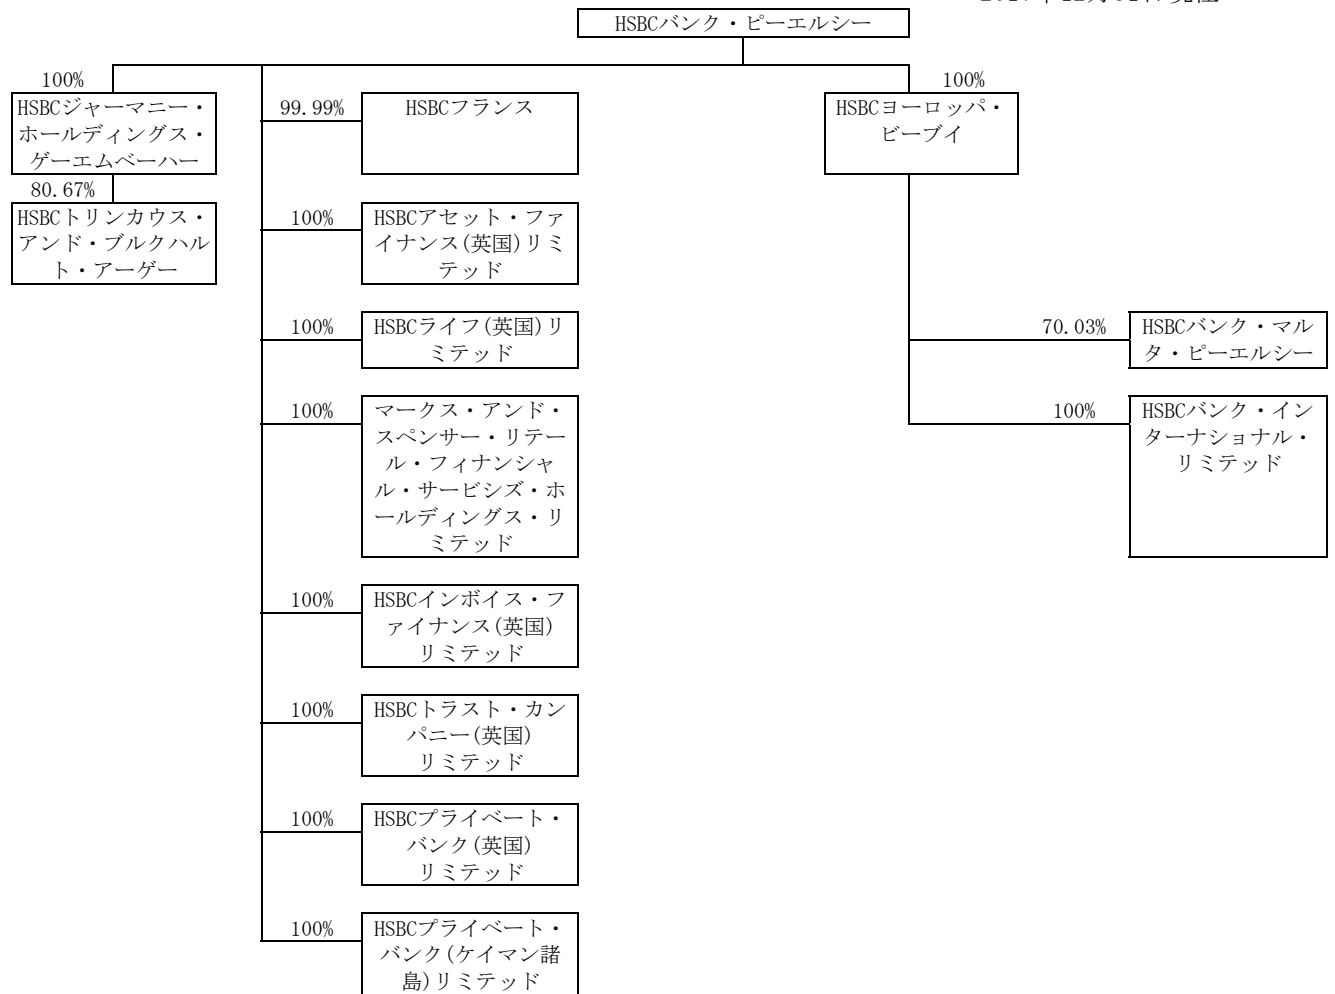 HSBCバンク・ピーエルシー
100%
HSBCジャーマニー・
ホールディングス・
ゲーエムベーハー
80.67%
HSBCトリンカウス・
アンド・ブルクハル
ト・アーゲー
99.99%
HSBCフランス
100%
HSBCアセット・ファ
イナンス(英国)リミ
テッド
100%
HSBCライフ(英国)リ
ミテッド
100%
マークス・アンド・
スペンサー・リテー
ル・フィナンシャ
ル・サービシズ・ホ
ールディングス・リ
ミテッド
100%
HSBCインボイス・フ
ァイナンス(英国)
リミテッド
100%
HSBCトラスト・カン
パニー(英国)
リミテッド
100%
HSBCプライベート・
バンク(英国)
リミテッド
100%
HSBCプライベート・
バンク(ケイマン諸
島)リミテッド
100%
HSBCヨーロッパ・
ビーブイ
70.03%
HSBCバンク・マル
タ・ピーエルシー
100%
HSBCバンク・イン
ターナショナル・
リミテッド